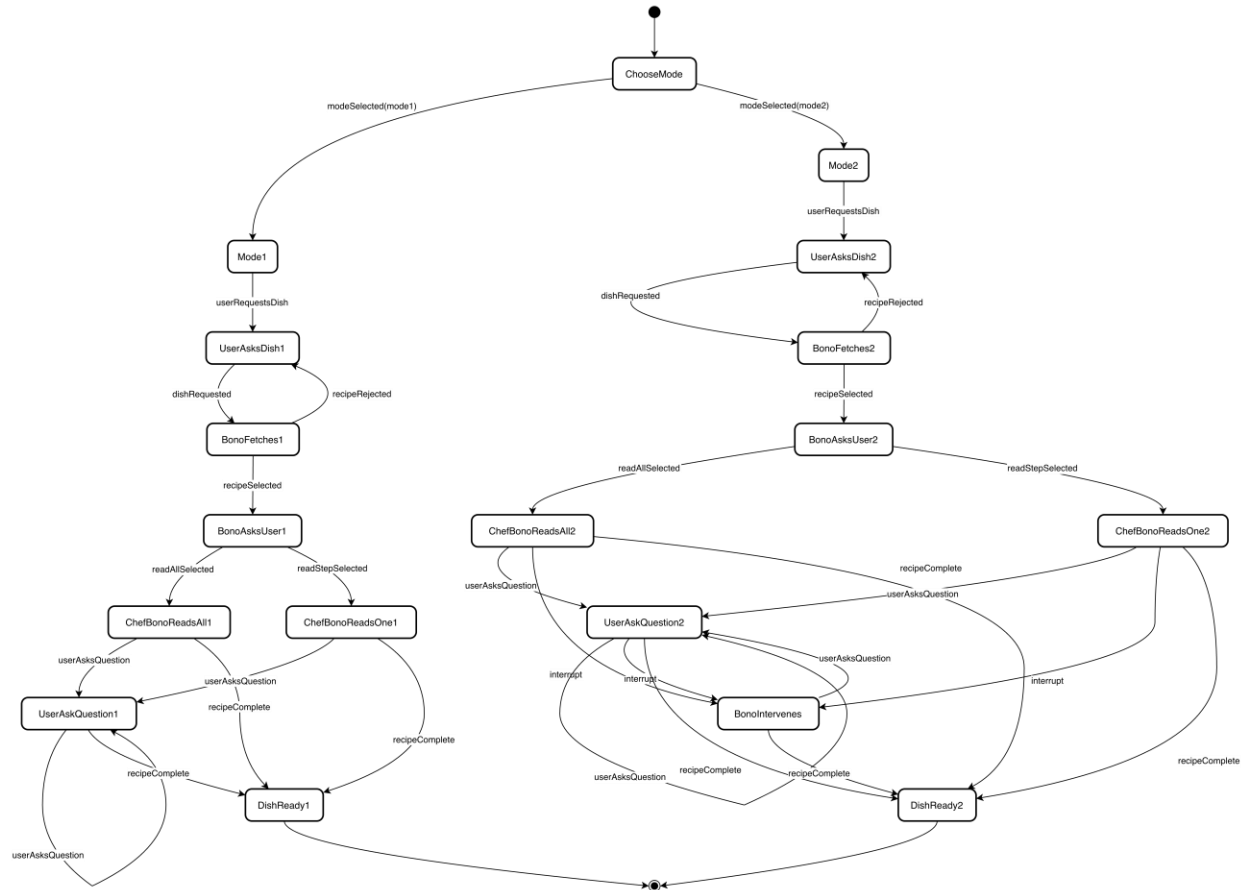 ChooseMode
modeSelected(mode1)
modeSelected(mode2)
Mode2
userRequestsDish
Mode1
UserAsksDish2
dishRequested
recipeRejected
userRequestsDish
UserAsksDish1
BonoFetches2
dishRequested
recipeRejected
recipeSelected
BonoFetches1
BonoAsksUser2
readAllSelected
readStepSelected
recipeSelected
BonoAsksUser1
ChefBonoReadsAll2
ChefBonoReadsOne2
readAllSelected
readStepSelected
recipeComplete
userAsksQuestion
userAsksQuestion
ChefBonoReadsAll1
ChefBonoReadsOne1
UserAskQuestion2
userAsksQuestion
userAsksQuestion
interrupt
interrupt
userAsksQuestion
interrupt
UserAskQuestion1
recipeComplete
BonoIntervenes
recipeComplete
recipeComplete
userAsksQuestion
recipeComplete
recipeComplete
recipeComplete
DishReady1
DishReady2
userAsksQuestion